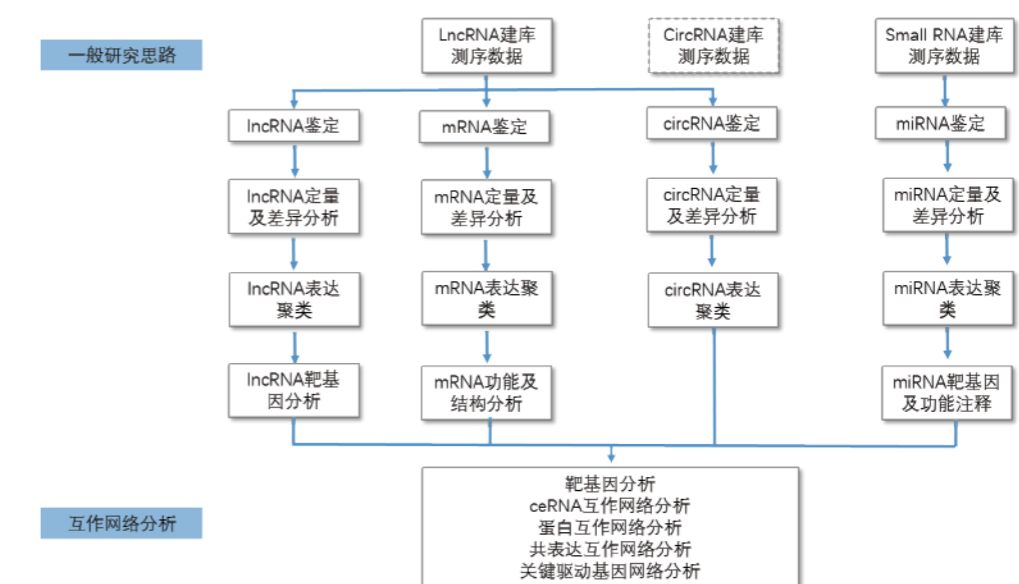 一般研究思路
LncRNA建库
测序数据
CircRNA建库
测序数据
Small RNA建库
测序数据
lncRNA鉴定
mRNA鉴定
circRNA鉴定
miRNA鉴定
lncRNA定量
及差异分析
mRNA定量及
差异分析
circRNA定量
及差异分析
miRNA定量及
差异分析
lncRNA表达
聚类
mRNA表达聚
类
circRNA表达
聚类
miRNA表达聚
类
lncRNA靶基
因分析
mRNA功能及
结构分析
miRNA靶基因
及功能注释
互作网络分析
靶基因分析
ceRNA互作网络分析
蛋白互作网络分析
共表达互作网络分析
关键驱动基因网络分析